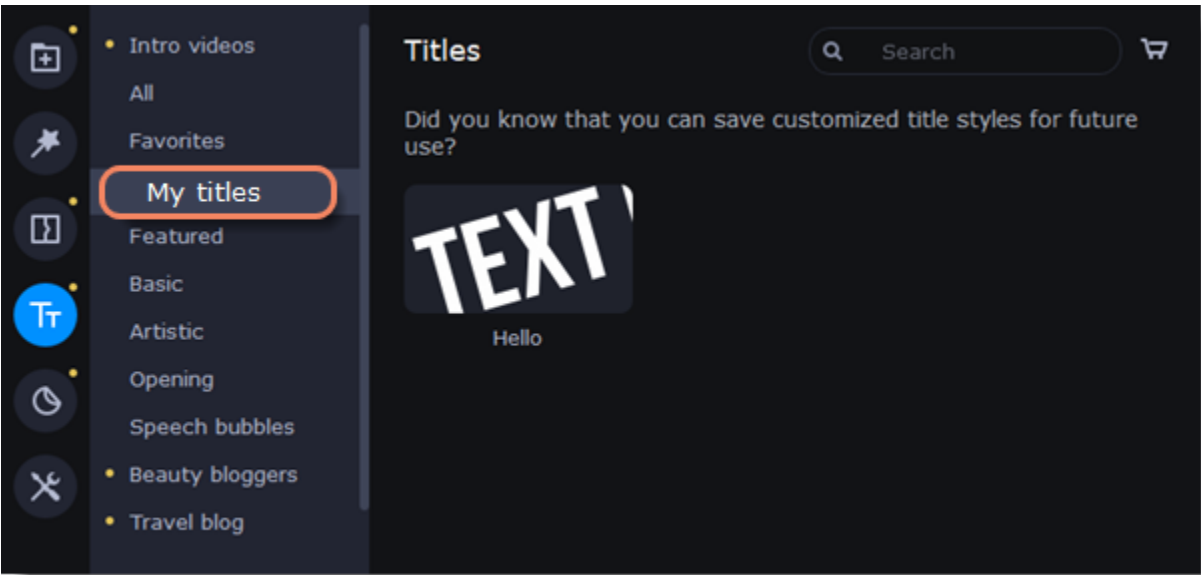 Intro videos
All
Favorites
My titles
Featured
Basic
Artistic
Opening
Speech bubbles
Beauty bloggers
Travel blog
Tт
Titles
Search
Did you know that you can save customized title styles for future
use?
TEXT
Hello